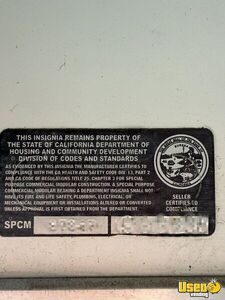 THIS INSIGNIA REMAINS PROPERTY OF
THE STATE OF CALIFORNIA DEPARTMENT OF
HOUSING AND COMMUNITY DEVELOPMENT
DIVISION OF CODES AND STANDARDS
AS EVIDENCED BY THIS INSIGNIA THE MANUFACTURER CERTIFIES TO
COMPLIANCE WITH THE CA HEALTH AND SAFETY CODE DIV 13, PART 2
AND CA CODE OF REGULATIONS TITLE 25, CHAPTER 3 FOR SPECIAL
PURPOSE COMMERCIAL MODULAR CONSTRUCTION. A SPECIAL PURPOSE
COMMERCIAL MODULAR BEARING A DEPARTMENT INSIGNIA SHALL NOT
HAVE ITS FIRE AND LIFE SAFETY, PLUMBING, ELECTRICAL, OR
MECHANICAL EQUIPMENT OR INSTALLATIONS ALTERED OR CONVERTED
UNLESS APPROVAL IS FIRST OBTAINED FROM THE DEPARTMENT.
SELLER
CERTIFIES TO
COMPLIANCE
SPCM
UseD
vending